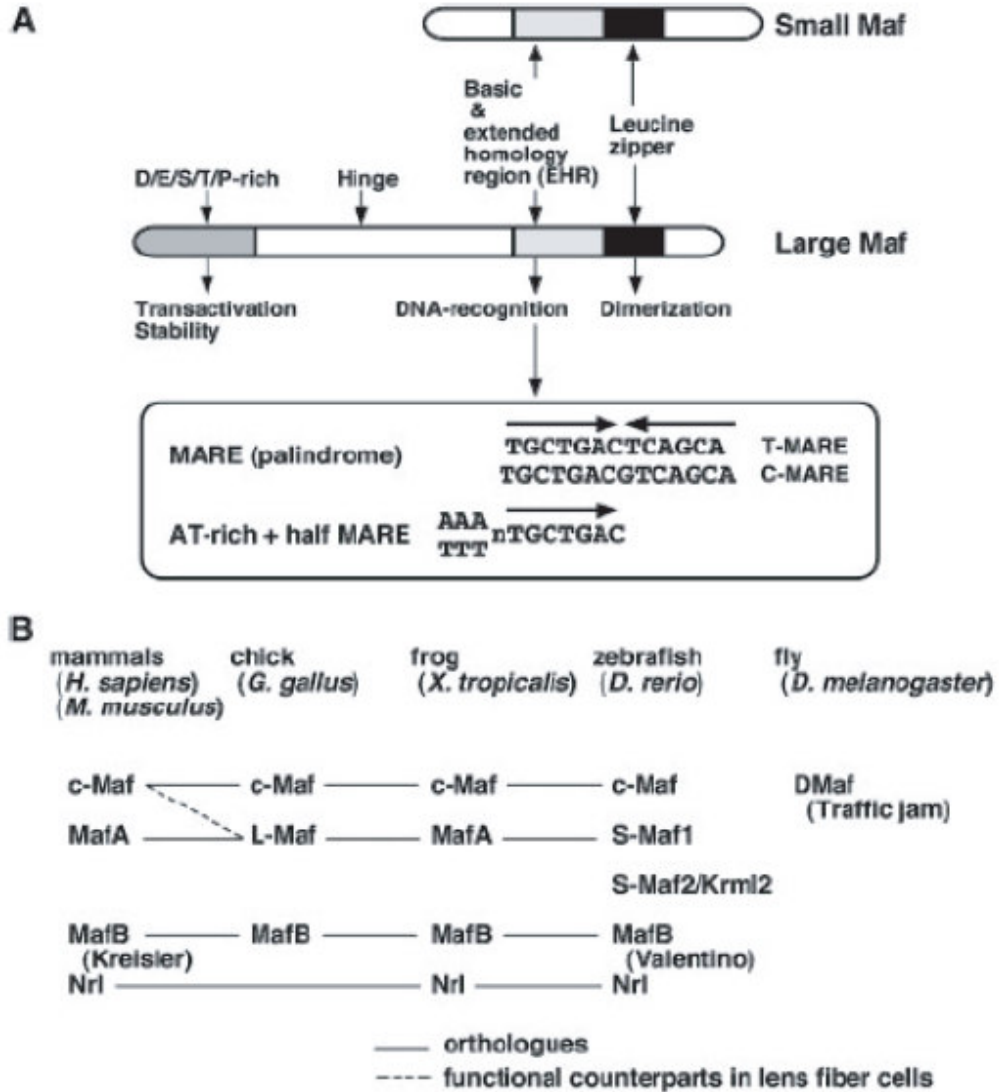 A
Small Maf
Basic
&
extended
homology
region (EHR)
Leucine
zipper
D/E/S/T/P-rich
Hinge
Large Maf
Transactivation
Stability
DNA-recognition
Dimerization
MARE (palindrome)
TGCTGACTCAGCA T-MARE
TGCTGACGTCAGCA C-MARE
AT-rich + half MARE
AAA
TTT
nTGCTGAC
B
mammals chick frog zebrafish fly
(H. sapiens) (G. gallus) (X. tropicalis) (D. rerio) (D. melanogaster)
(M. musculus)
c-Maf c-Maf c-Maf c-Maf DMaf
(Traffic jam)
MafA L-Maf MafA S-Maf1
S-Maf2/Krml2
MafB MafB MafB MafB
(Kreisler) (Valentino)
Nrl Nrl Nrl
orthologues
functional counterparts in lens fiber cells